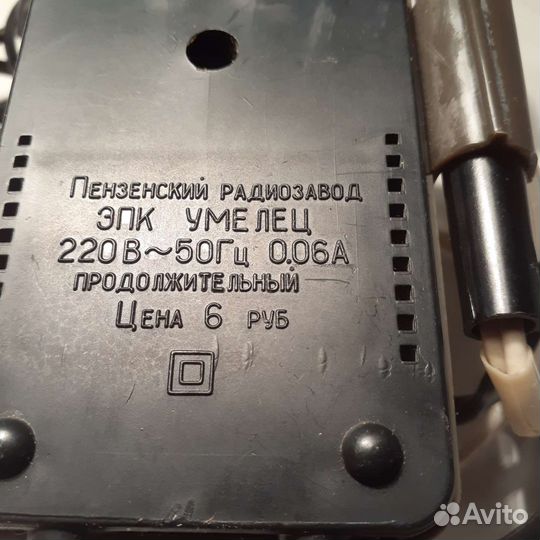 Пензенский радиозавод
ЭПК УМЕЛЕЦ
220В~50Гц 0.06А
продолжительный
Цена 6 руб
Avito